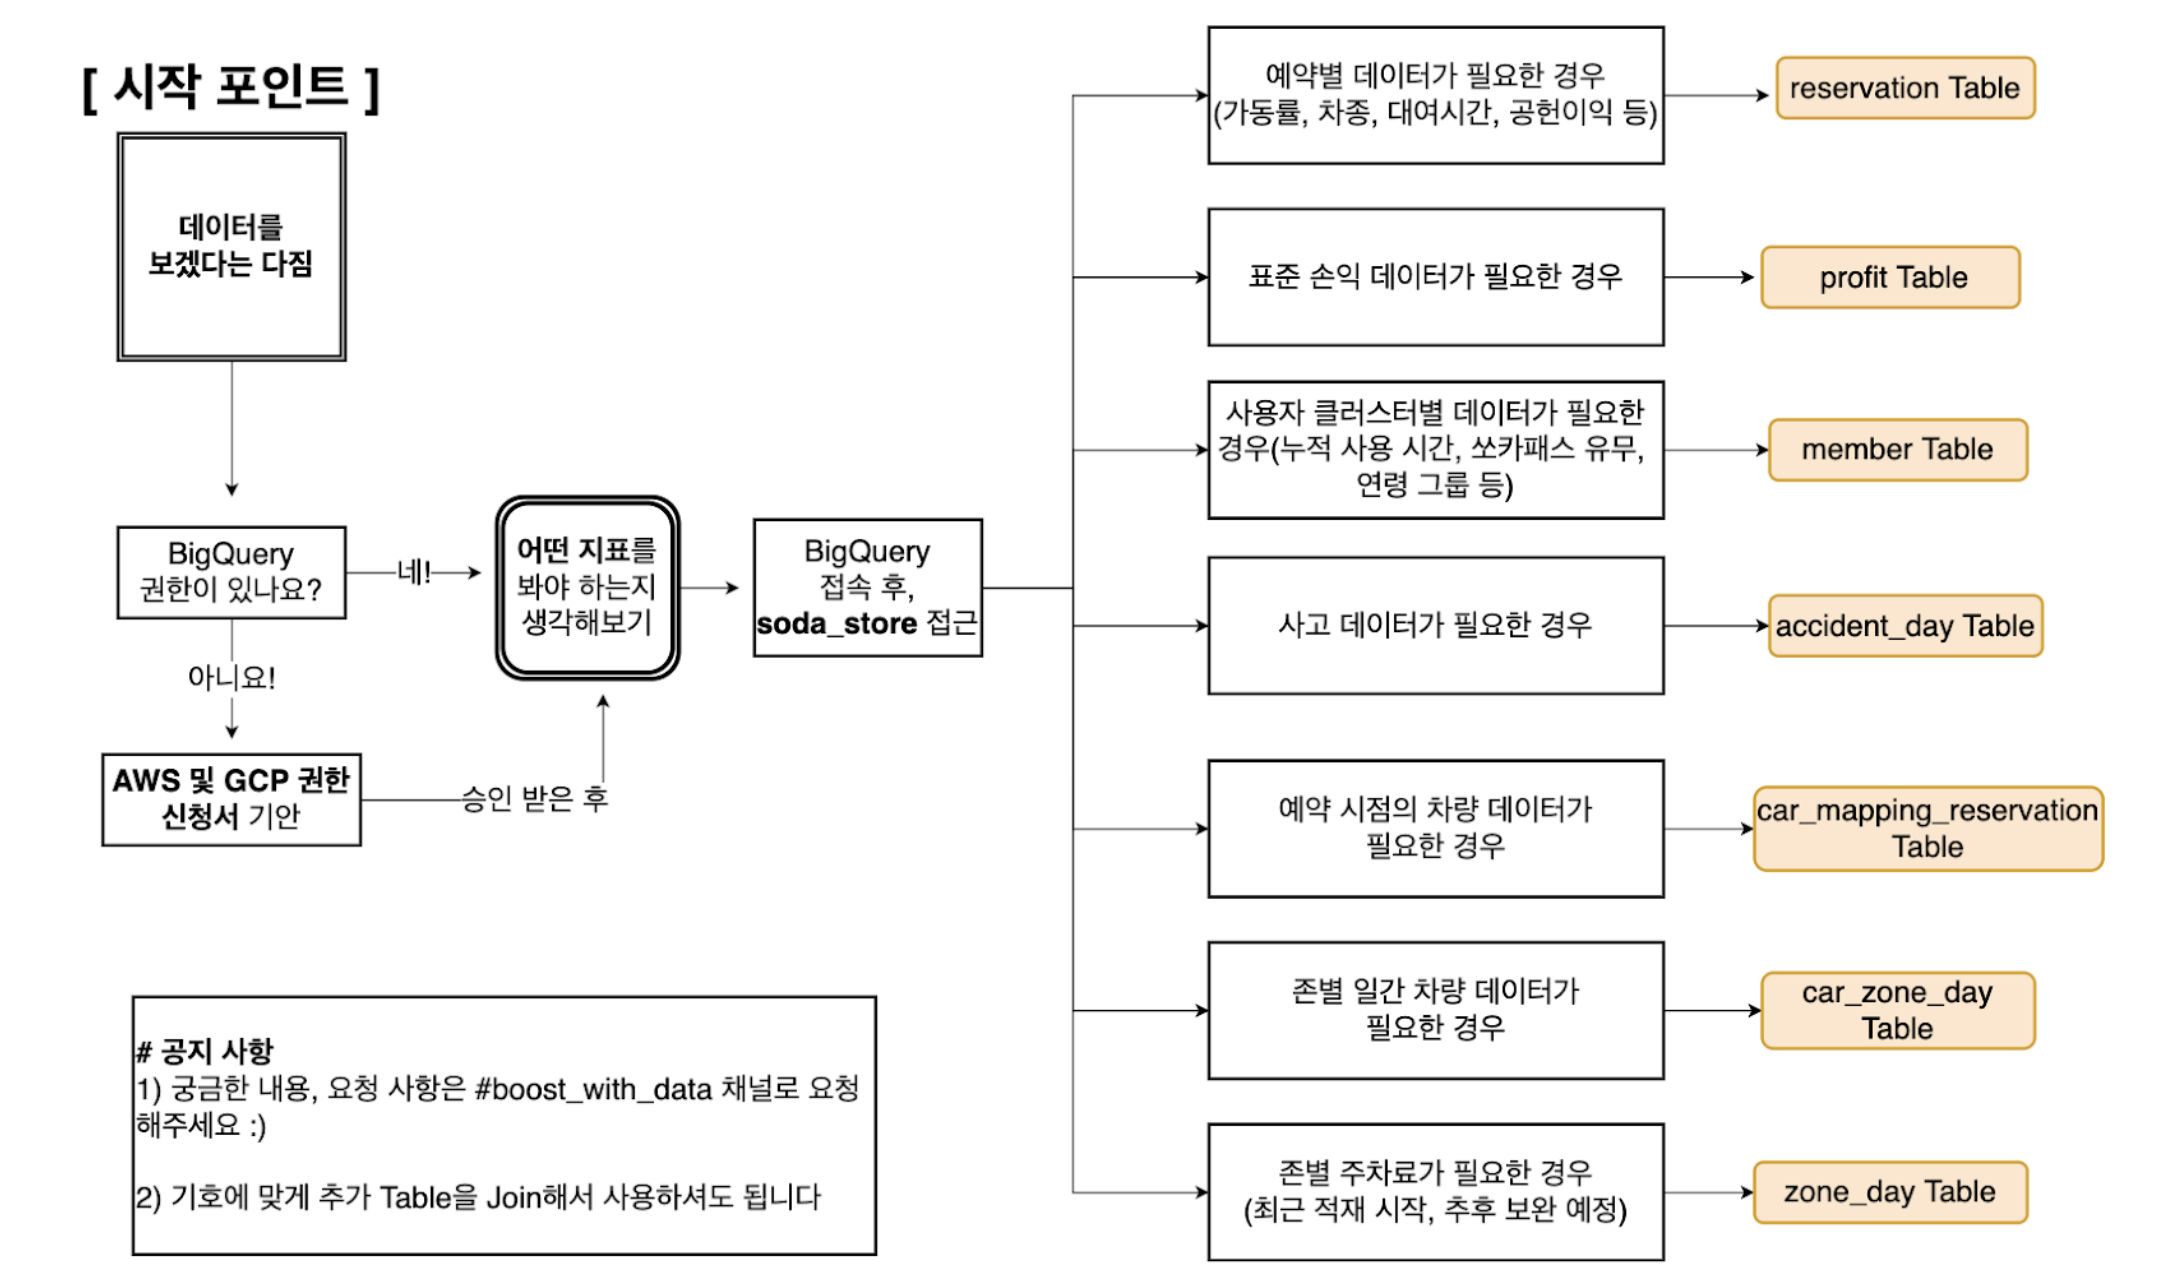 [ 시작 포인트 ]
데이터를
보겠다는 다짐
BigQuery
권한이 있나요?
네!
아니요!
AWS 및 GCP 권한
신청서 기안
승인 받은 후
어떤 지표를
봐야 하는지
생각해보기
BigQuery
접속 후,
soda_store 접근
예약별 데이터가 필요한 경우
(가동률, 차종, 대여시간, 공헌이익 등)
reservation Table
표준 손익 데이터가 필요한 경우
profit Table
사용자 클러스터별 데이터가 필요한
경우(누적 사용 시간, 쏘카패스 유무,
연령 그룹 등)
member Table
사고 데이터가 필요한 경우
accident_day Table
예약 시점의 차량 데이터가
필요한 경우
car_mapping_reservation
Table
존별 일간 차량 데이터가
필요한 경우
car_zone_day
Table
존별 주차료가 필요한 경우
(최근 적재 시작, 추후 보완 예정)
zone_day Table
# 공지 사항
1) 궁금한 내용, 요청 사항은 #boost_with_data 채널로 요청
해주세요 :)
2) 기호에 맞게 추가 Table을 Join해서 사용하셔도 됩니다